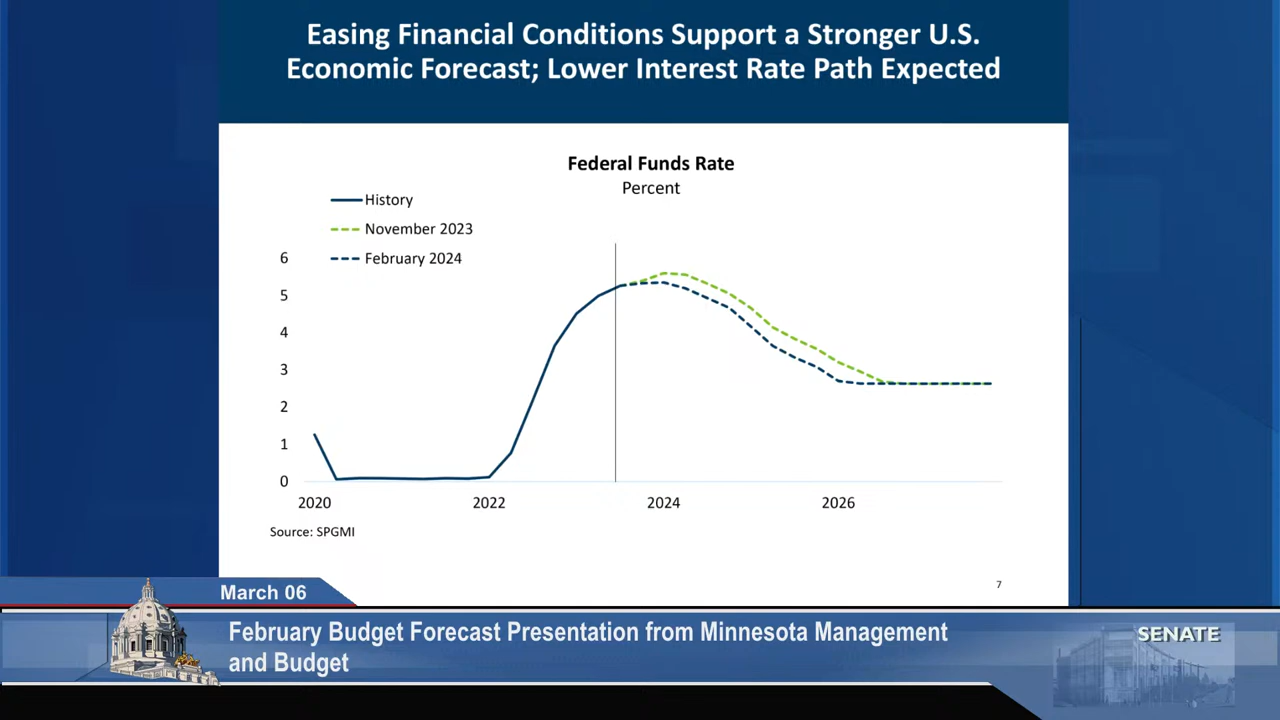 Easing Financial Conditions Support a Stronger U.S.
Economic Forecast; Lower Interest Rate Path Expected
Federal Funds Rate
Percent
History
November 2023
February 2024
6
5
4
3
2
1
0
2020
2022
2024
2026
Source: SPGMI
7
March 06
February Budget Forecast Presentation from Minnesota Management
and Budget
SENATE